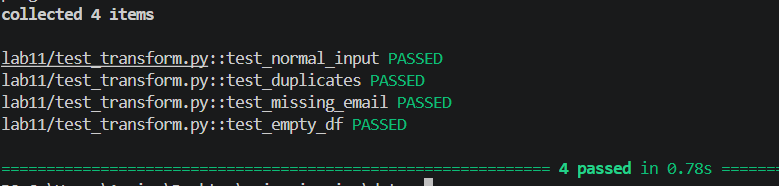 collected 4 items
lab11/test_transform.py::test_normal_input PASSED
lab11/test_transform.py::test_duplicates PASSED
lab11/test_transform.py::test_missing_email PASSED
lab11/test_transform.py::test_empty_df PASSED
4 passed in 0.78s